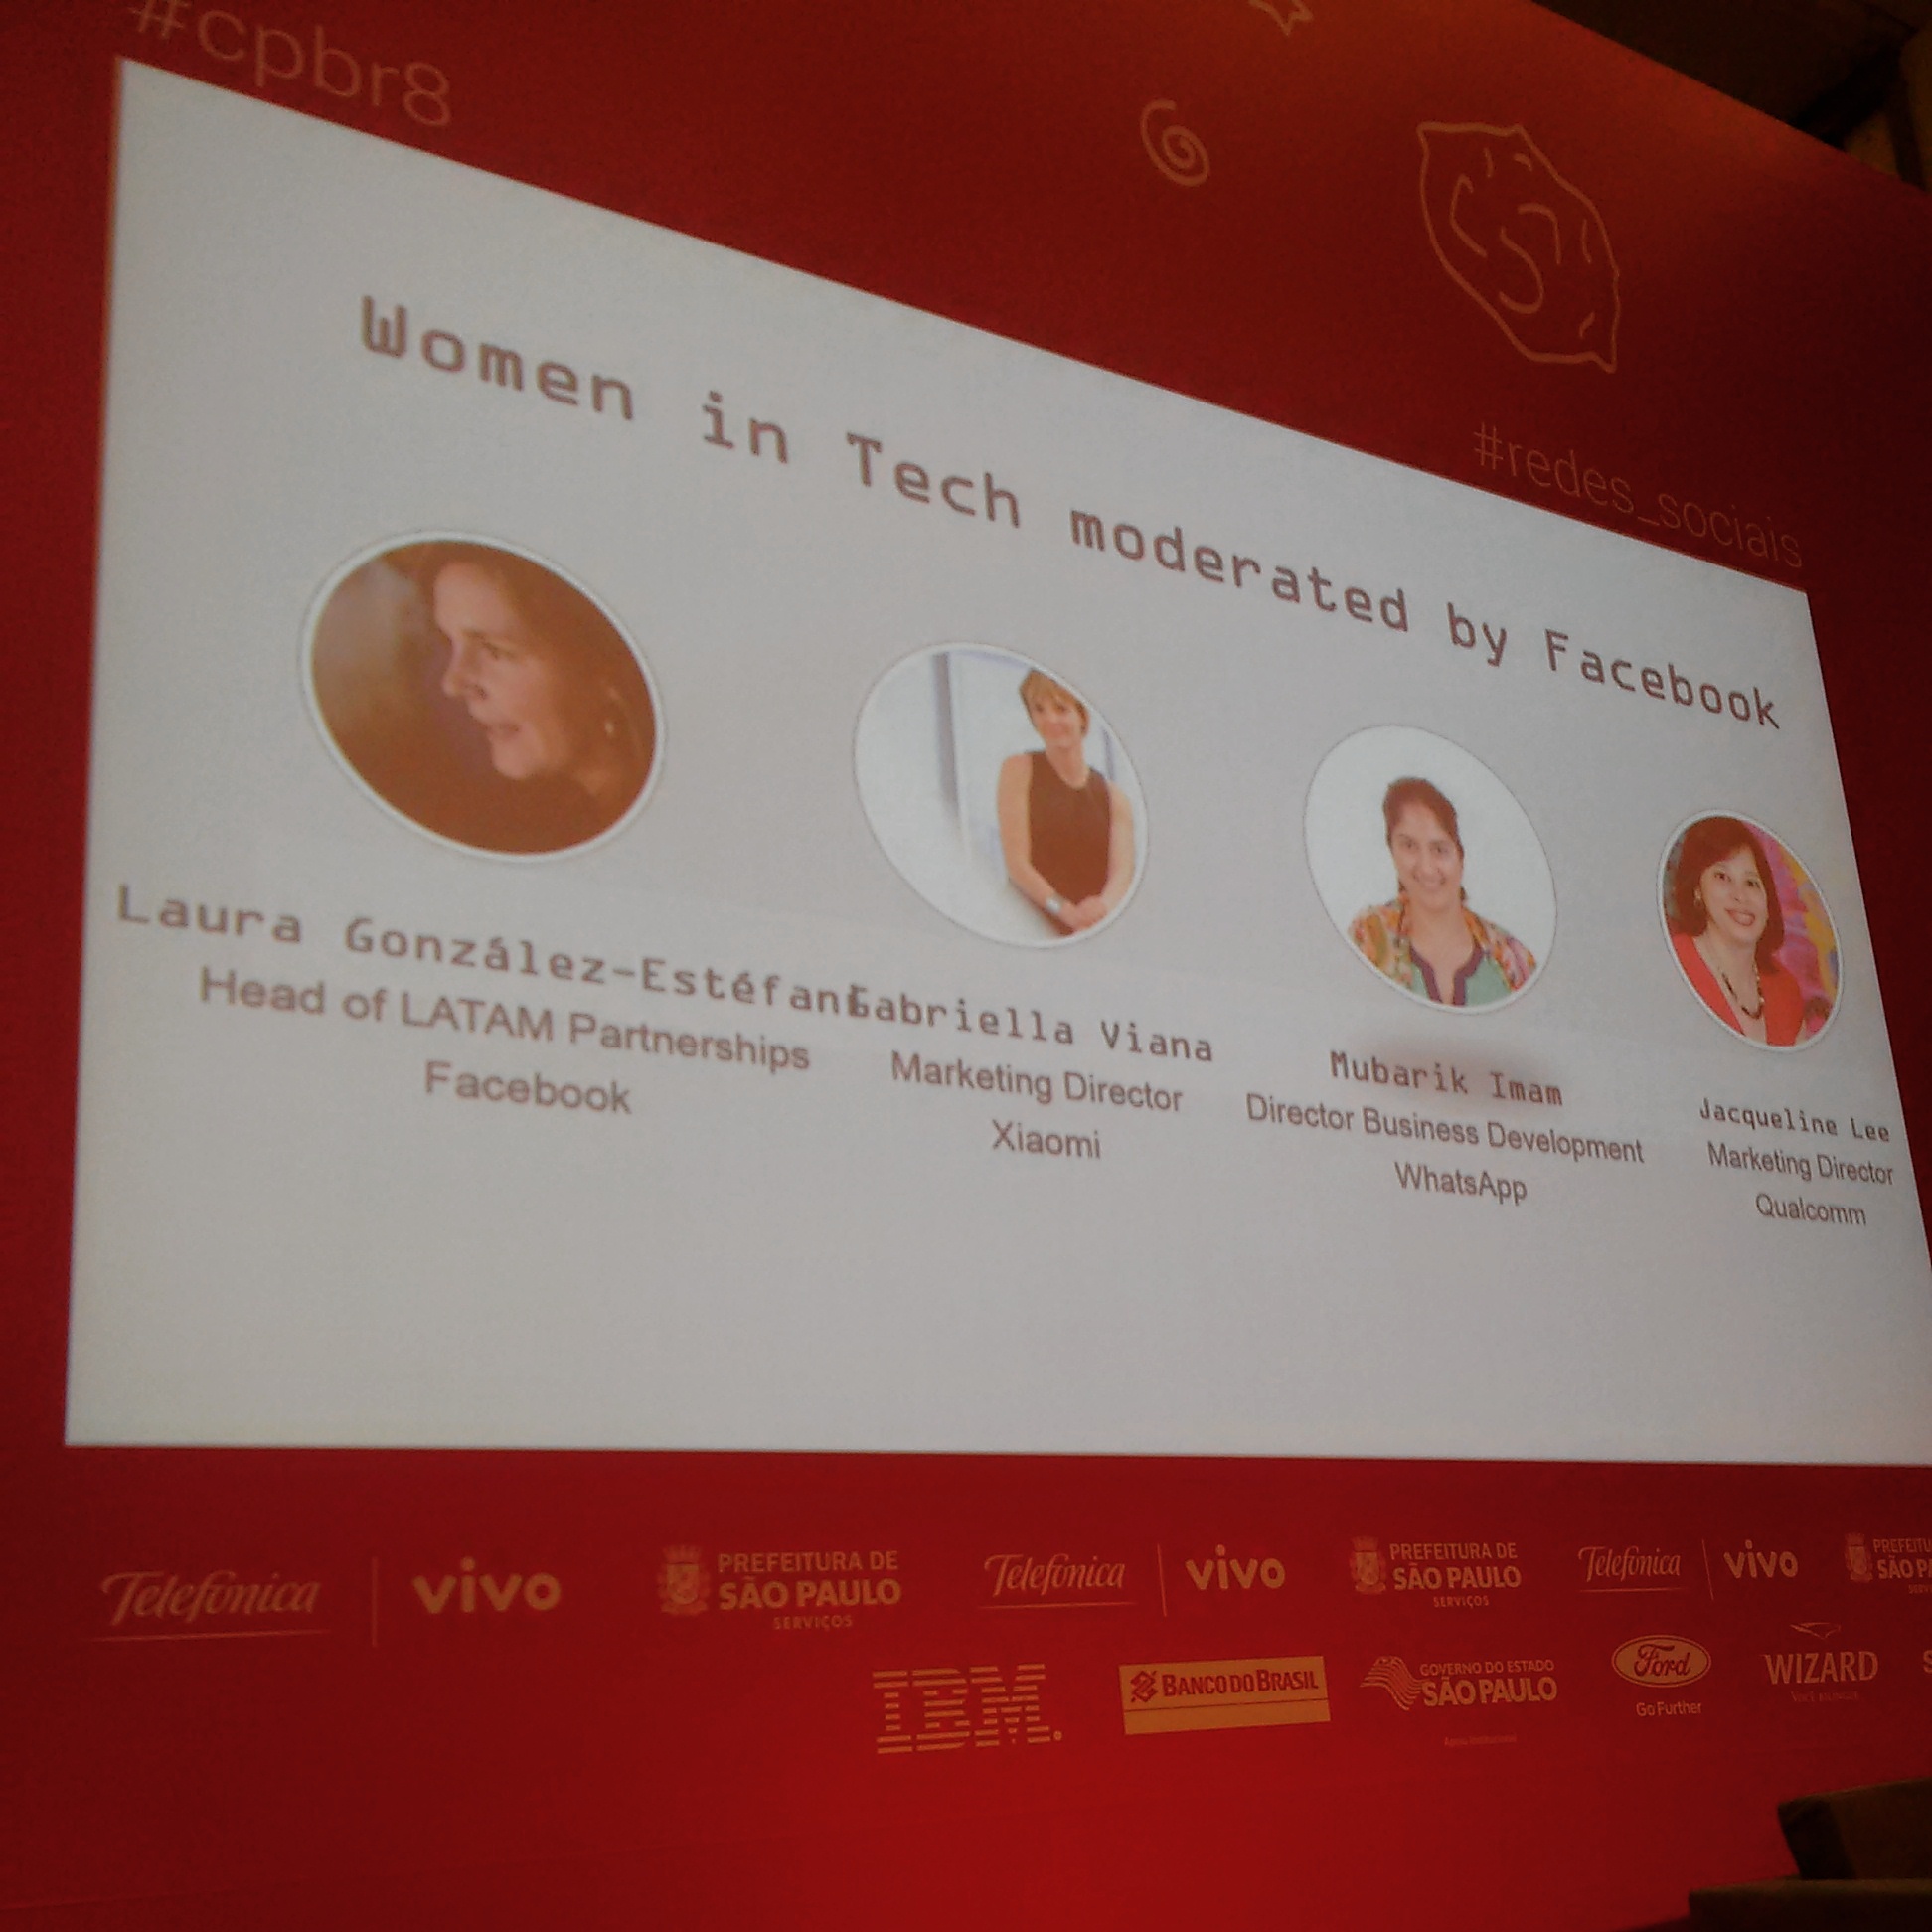 #cpbr8
#redes_sociais
Women in Tech moderated by Facebook
Laura González-Estéfan
Head of LATAM Partnerships
Facebook
Gabriella Viana
Marketing Director
Xiaomi
Mubarik Imam
Director Business Development
WhatsApp
Jacqueline Lee
Marketing Director
Qualcomm
Telefónica vivo
PREFEITURA DE
SÃO PAULO
SERVIÇOS
Telefónica vivo
PREFEITURA DE
SÃO PAULO
SERVIÇOS
Telefónica vivo
IBM
BANCO DO BRASIL
GOVERNO DO ESTADO
SÃO PAULO
Ford
Go Further
WIZARD